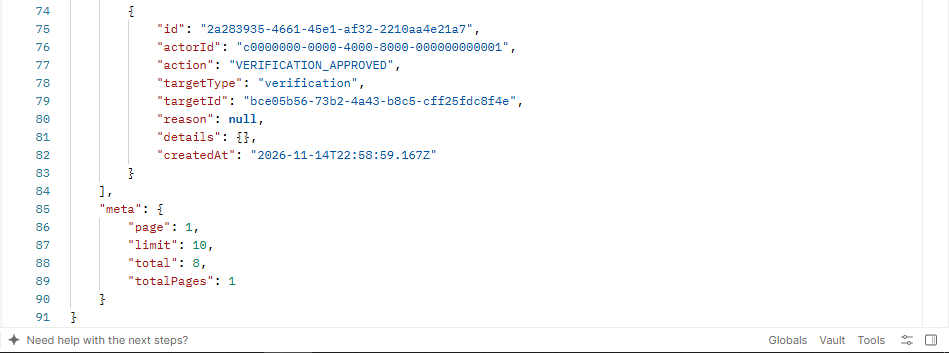 74 {
75 "id": "2a283935-4661-45e1-af32-2210aa4e21a7",
76 "actorId": "c0000000-0000-4000-8000-000000000001",
77 "action": "VERIFICATION_APPROVED",
78 "targetType": "verification",
79 "targetId": "bce05b56-73b2-4a43-b8c5-cff25fdc8f4e",
80 "reason": null,
81 "details": {},
82 "createdAt": "2026-11-14T22:58:59.167Z"
83 }
84 ],
85 "meta": {
86 "page": 1,
87 "limit": 10,
88 "total": 8,
89 "totalPages": 1
90 }
91 }
Need help with the next steps? Globals Vault Tools